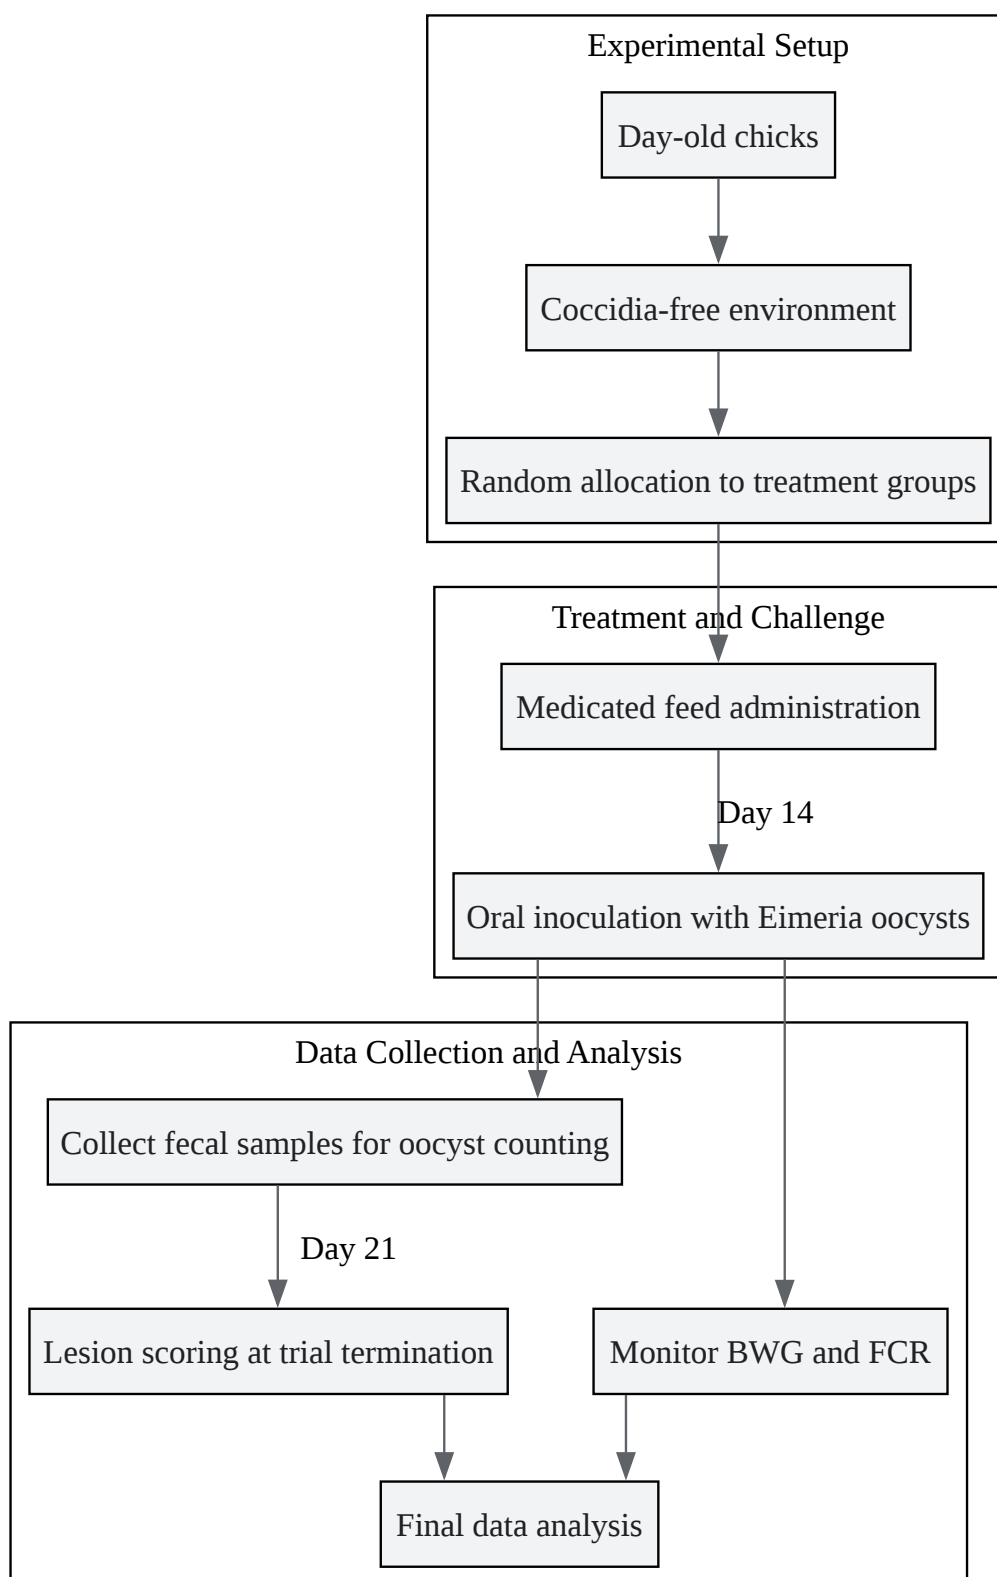 Experimental Setup
Day-old chicks
Coccidia-free environment
Random allocation to treatment groups
Treatment and Challenge
Medicated feed administration
Day 14
Oral inoculation with Eimeria oocysts
Data Collection and Analysis
Collect fecal samples for oocyst counting
Day 21
Lesion scoring at trial termination
Monitor BWG and FCR
Final data analysis